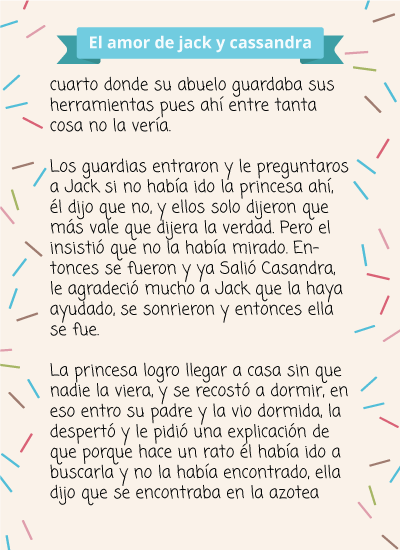 El amor de jack y cassandra
cuarto donde su abuelo guardaba sus
herramientas pues ahí entre tanta
cosa no la vería.
Los guardias entraron y le preguntaros
a Jack si no había ido la princesa ahí,
él dijo que no, y ellos solo dijeron que
más vale que dijera la verdad. Pero el
insistió que no la había mirado. En-
tonces se fueron y ya Salió Casandra,
le agradeció mucho a Jack que la haya
ayudado, se sonrieron y entonces ella
se fue.
La princesa logro llegar a casa sin que
nadie la viera, y se recostó a dormir, en
eso entro su padre y la vio dormida, la
despertó y le pidió una explicación de
que porque hace un rato él había ido a
buscarla y no la había encontrado, ella
dijo que se encontraba en la azotea